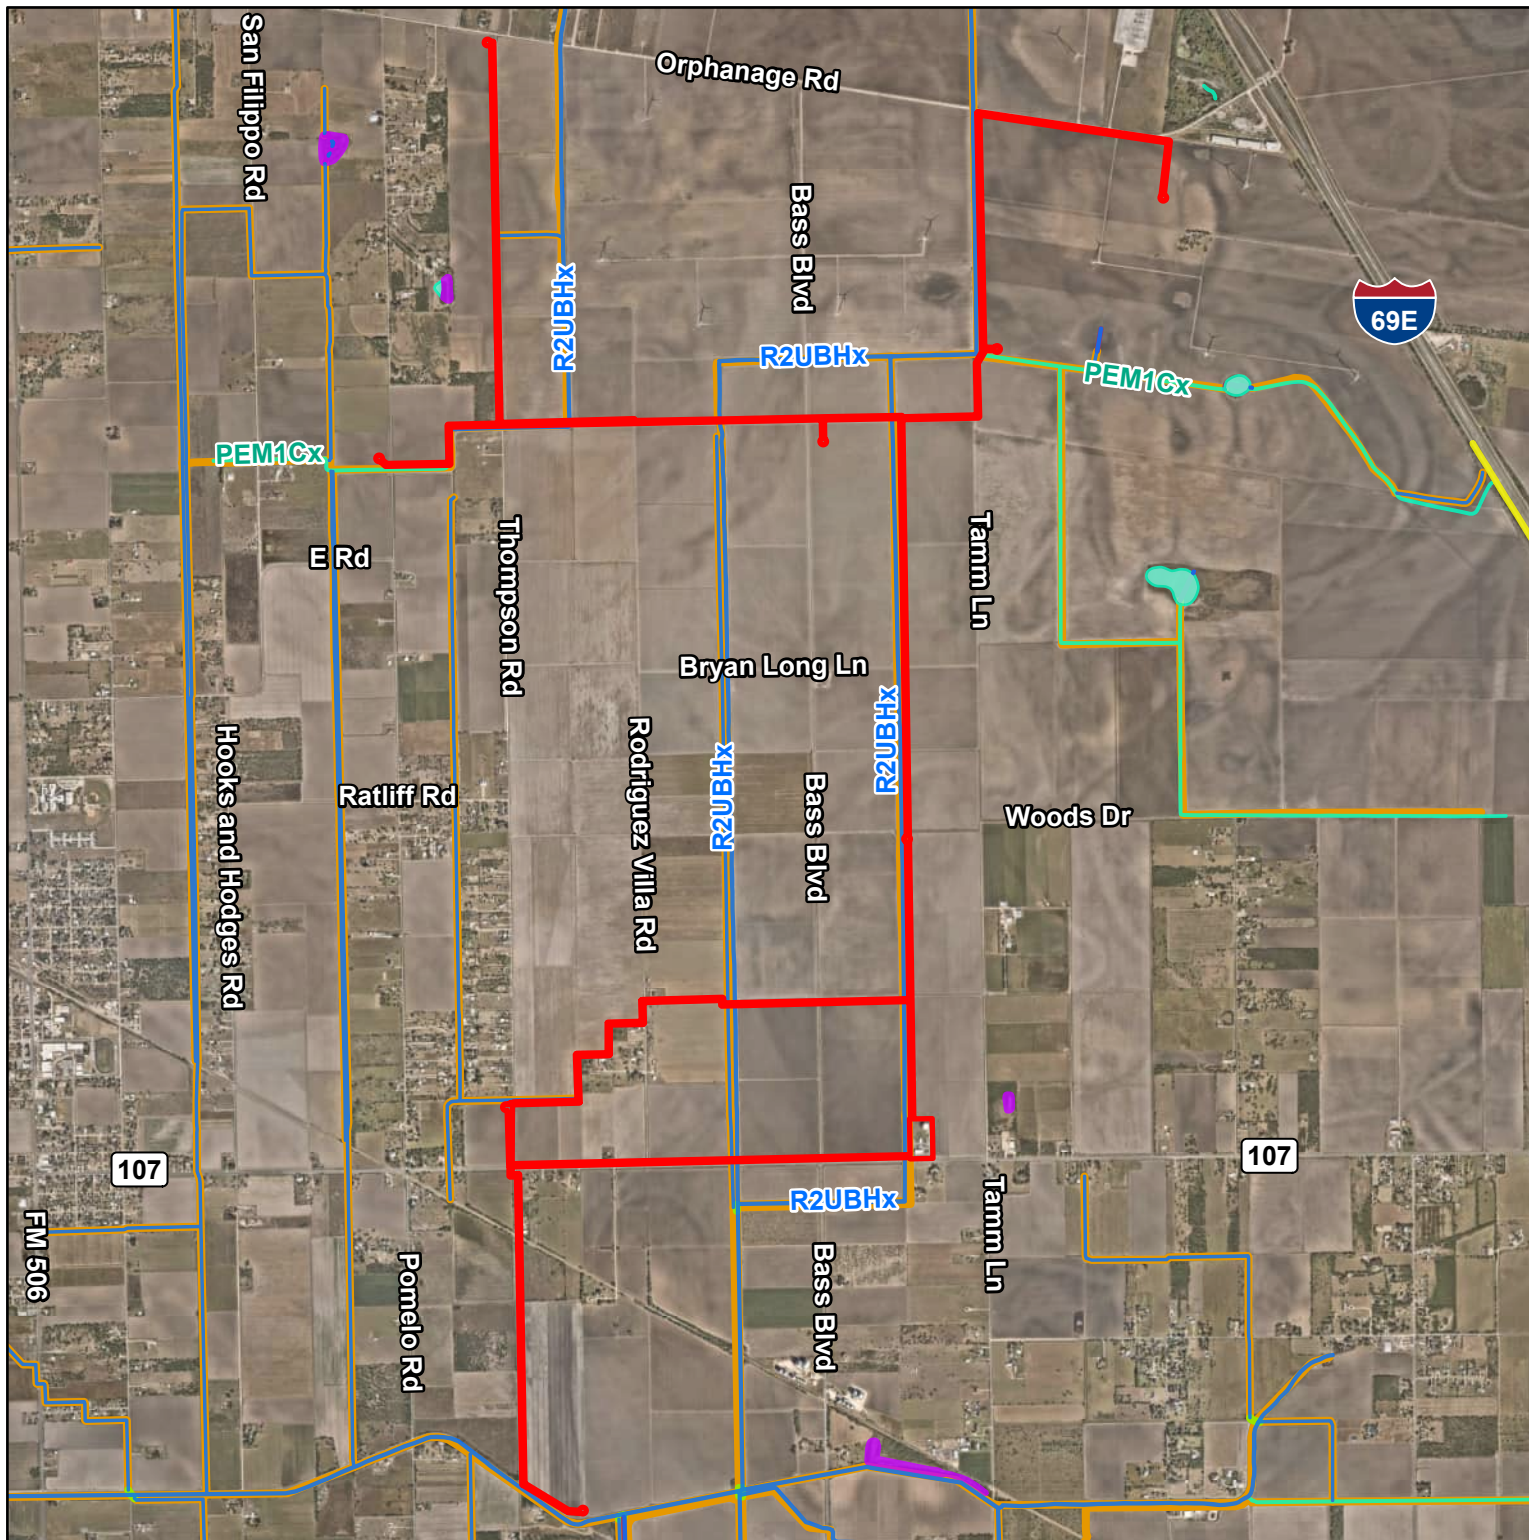 San Filippo Rd
Orphanage Rd
Bass Blvd
R2UBHx
69E
R2UBHx
PEM1Cx
PEM1Cx
E Rd
Thompson Rd
Tamm Ln
Bryan Long Ln
R2UBHx
Hooks and Hodges Rd
Ratliff Rd
Rodriguez Villa Rd
R2UBHx
Bass Blvd
Woods Dr
107
107
R2UBHx
Tamm Ln
FM 506
Pomelo Rd
Bass Blvd